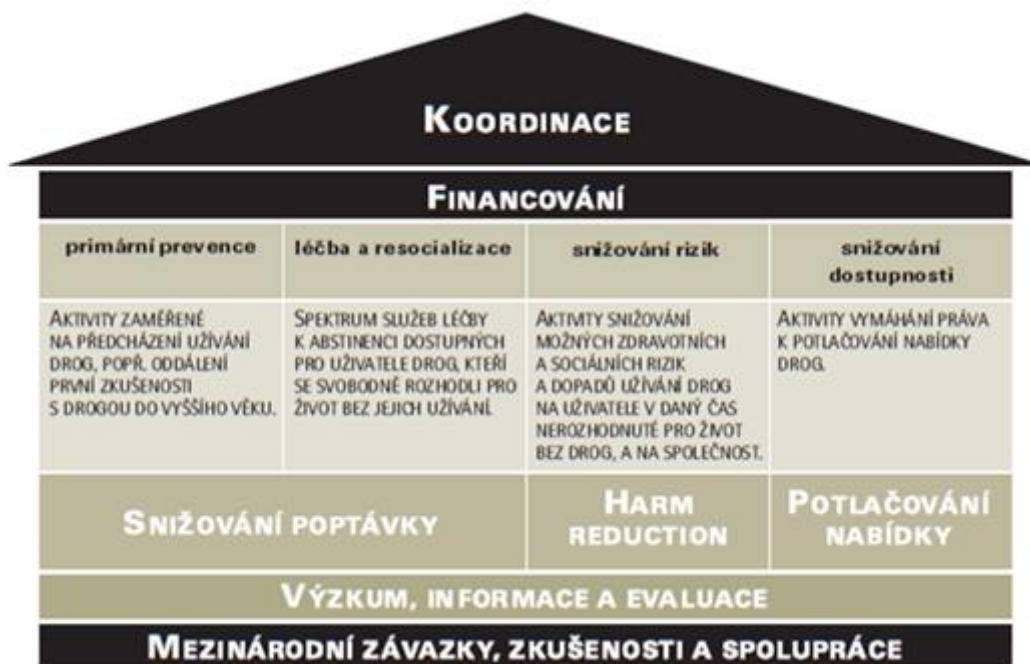 KOORDINACE
FINANCOVÁNÍ
primární prevence
léčba a resocializace
snižování rizik
snižování
dostupnosti
AKTIVITY ZAMĚŘENÉ
NA PŘEDCHÁZENÍ UŽÍVÁNÍ
DROG, POPŘ. ODDÁLENÍ
PRVNÍ ZKUŠENOSTI
S DROGOU DO VYŠŠÍHO VĚKU.
SPEKTRUM SLUŽEB LÉČBY
K ABSTINENCI DOSTUPNÝCH
PRO UŽIVATELE DROG, KTEŘÍ
SE SVOBODNĚ ROZHODLI PRO
ŽIVOT BEZ JEJICH UŽÍVÁNÍ.
AKTIVITY SNIŽOVÁNÍ
MOŽNÝCH ZDRAVOTNÍCH
A SOCIÁLNÍCH RIZIK
A DOPADŮ UŽÍVÁNÍ DROG
NA UŽIVATELE V DANÝ ČAS
NEROZHODNUTÉ PRO ŽIVOT
BEZ DROG, A NA SPOLEČNOST.
AKTIVITY VYMÁHÁNÍ PRÁVA
K POTLAČOVÁNÍ NABÍDKY
DROG.
SNIŽOVÁNÍ POPTÁVKY
HARM
REDUCTION
POTLAČOVÁNÍ
NABÍDKY
VÝZKUM, INFORMACE A EVALUACE
MEZINÁRODNÍ ZÁVAZKY, ZKUŠENOSTI A SPOLUPRÁCE